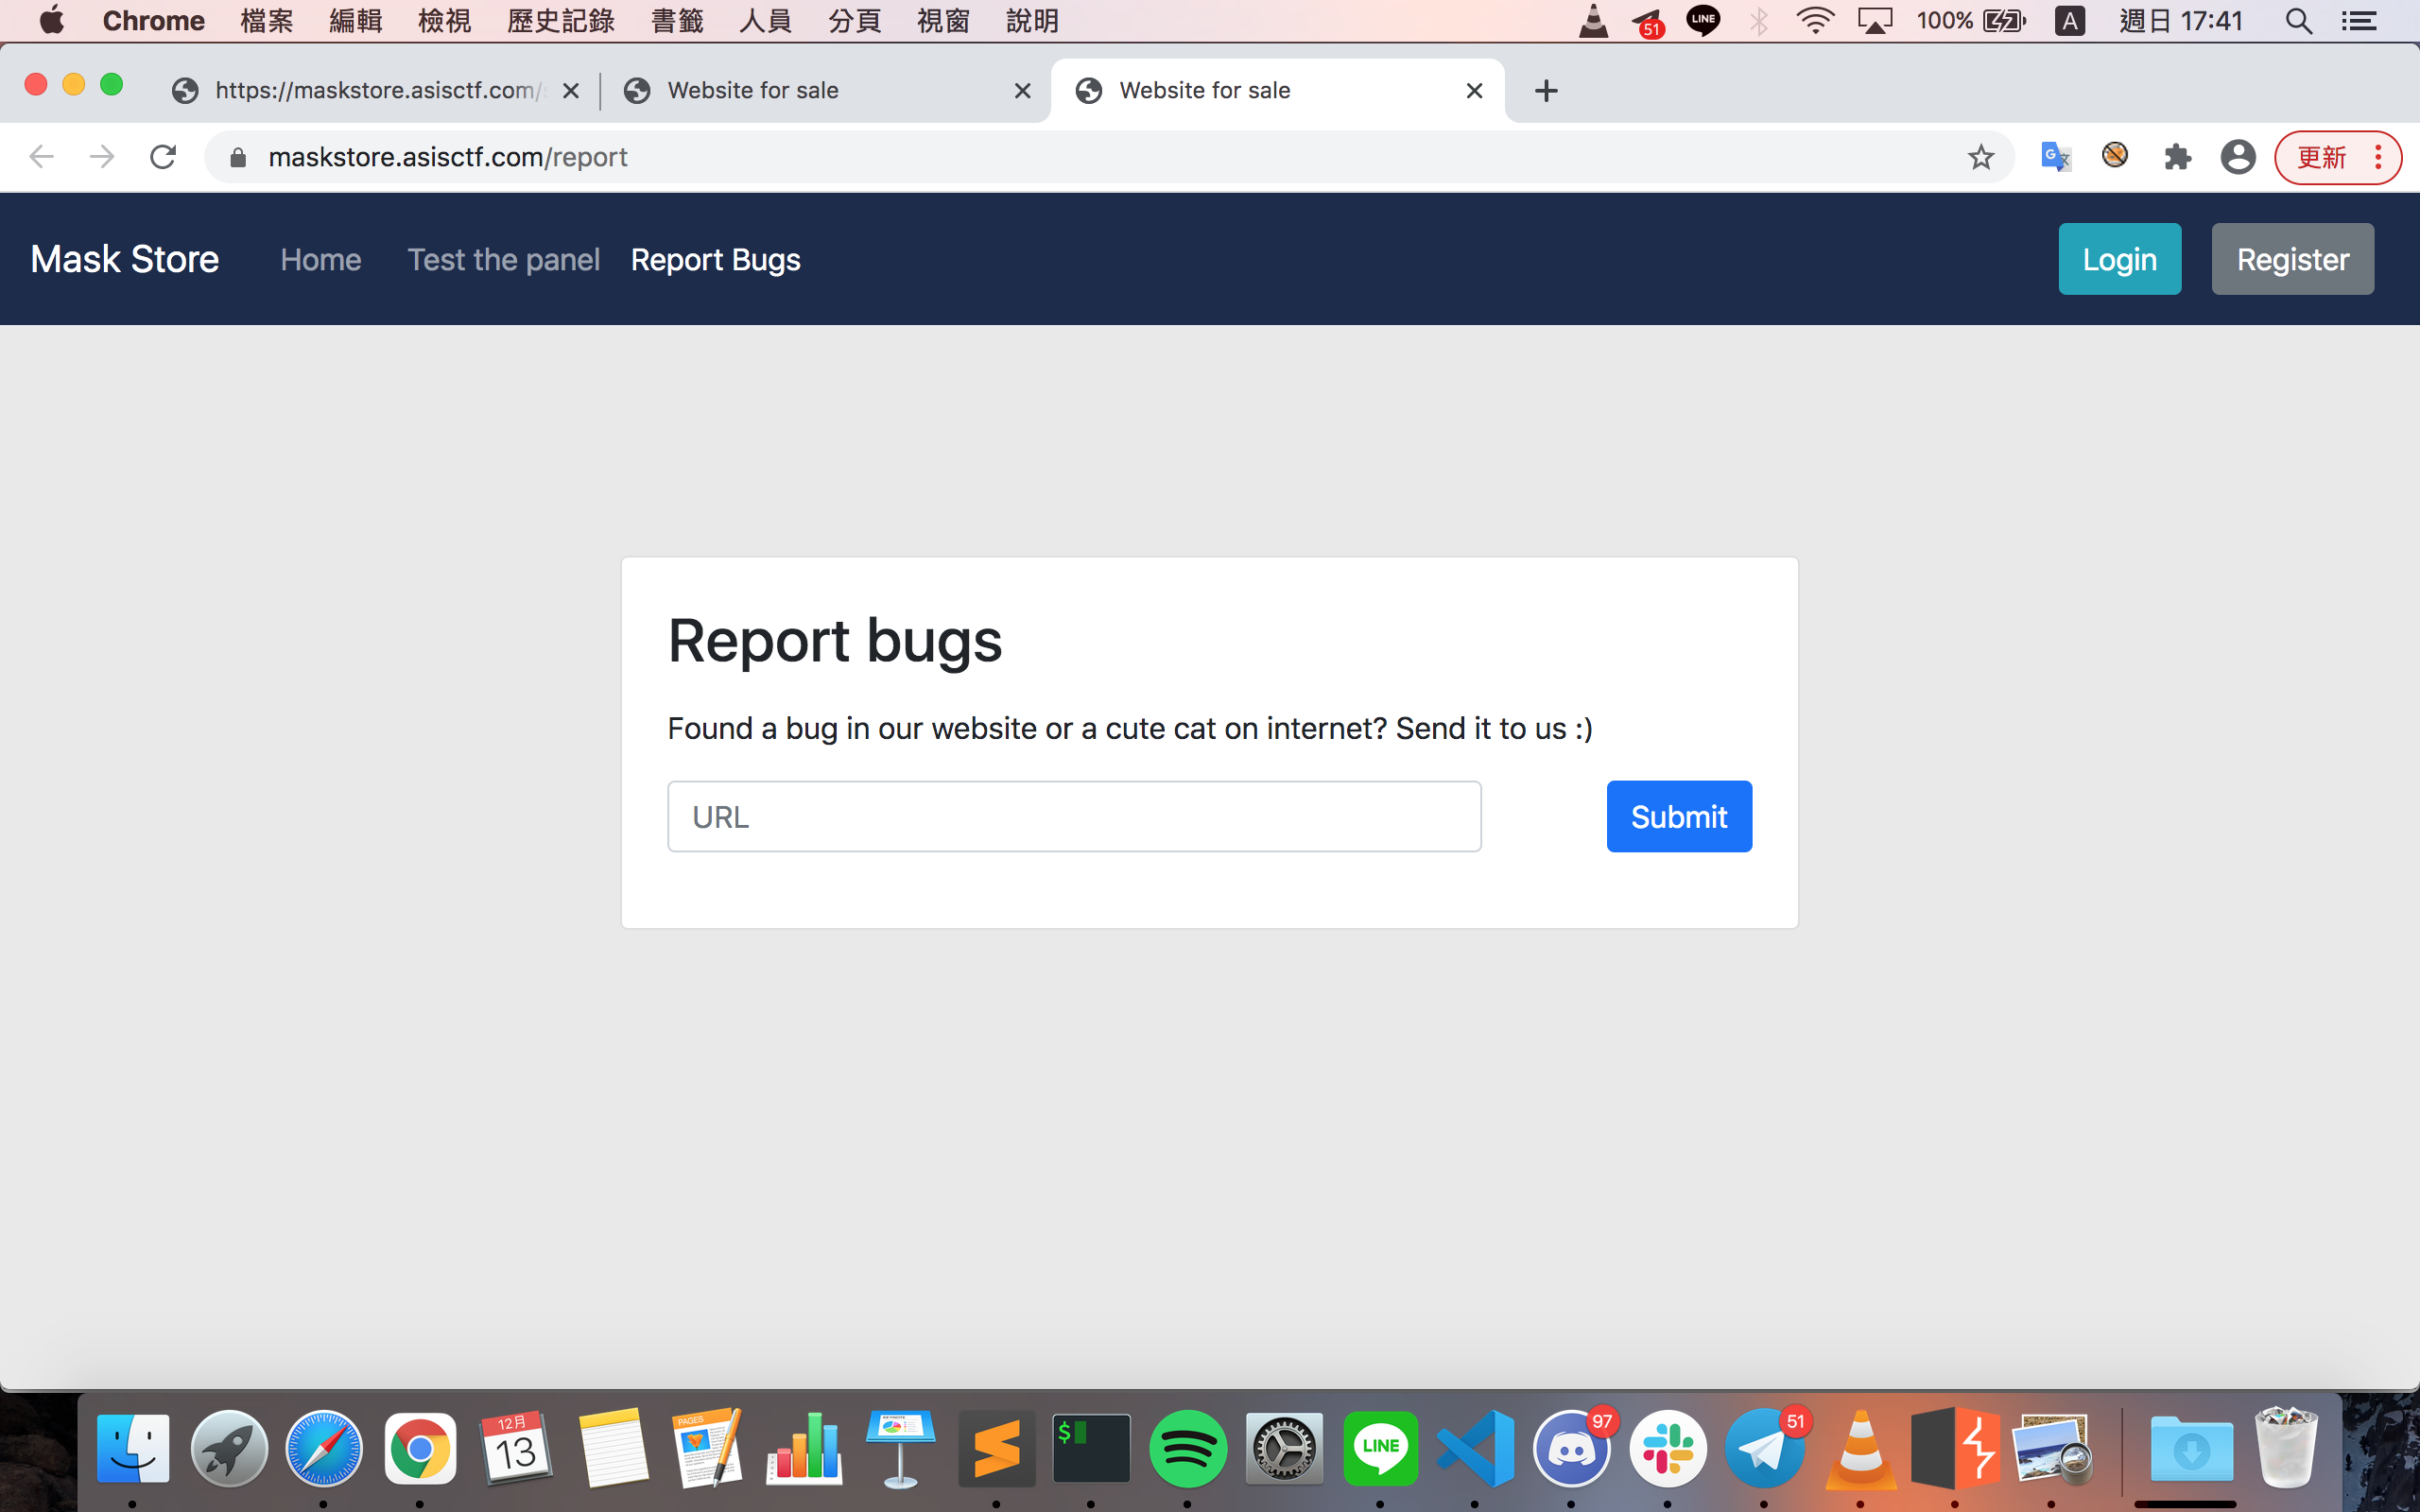 Chrome 檔案 編輯 檢視 歷史記錄 書籤 人員 分頁 視窗 說明 51 LINE 100% A 週日 17:41
https://maskstore.asisctf.com/ Website for sale Website for sale
maskstore.asisctf.com/report 更新
Mask Store Home Test the panel Report Bugs Login Register
Report bugs
Found a bug in our website or a cute cat on internet? Send it to us :)
URL Submit
12月 13 PAGES KEYNOTE $ LINE 97 51